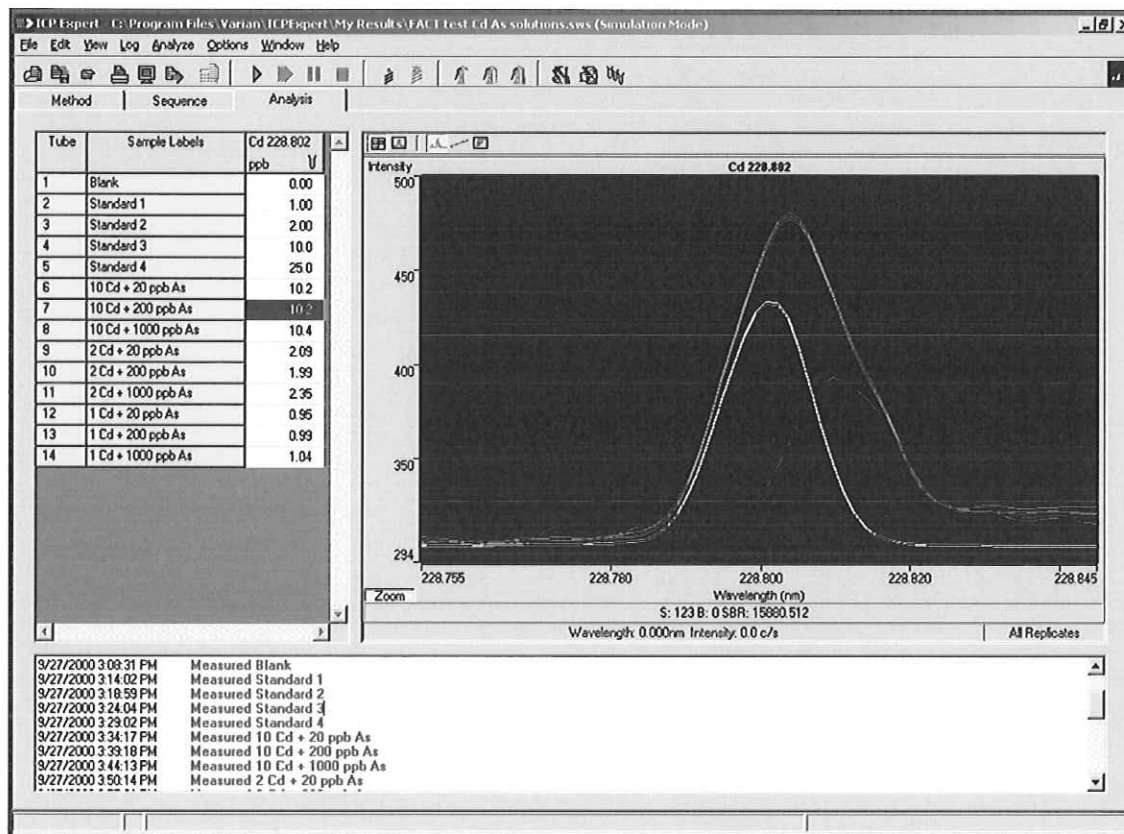 ICP Expert - C:\Program Files\Varian\ICPExpert\My Results\FACT test Cd As solutions.sws (Simulation Mode)
File Edit View Log Analyze Options Window Help
Method Sequence Analysis
Tube Sample Labels Cd 228.802
ppb
1 Blank 0.00
2 Standard 1 1.00
3 Standard 2 2.00
4 Standard 3 10.0
5 Standard 4 25.0
6 10 Cd + 20 ppb As 10.2
7 10 Cd + 200 ppb As 10.2
8 10 Cd + 1000 ppb As 10.4
9 2 Cd + 20 ppb As 2.09
10 2 Cd + 200 ppb As 1.99
11 2 Cd + 1000 ppb As 2.35
12 1 Cd + 20 ppb As 0.95
13 1 Cd + 200 ppb As 0.99
14 1 Cd + 1000 ppb As 1.04
Intensity Cd 228.802
500
450
400
350
294
228.755 228.780 228.800 228.820 228.845
Zoom Wavelength (nm)
S: 123 B: 0 SBR: 15880.512
Wavelength: 0.000nm Intensity: 0.0 c/s All Replicates
9/27/2000 3:08:31 PM Measured Blank
9/27/2000 3:14:02 PM Measured Standard 1
9/27/2000 3:18:59 PM Measured Standard 2
9/27/2000 3:24:04 PM Measured Standard 3
9/27/2000 3:29:02 PM Measured Standard 4
9/27/2000 3:34:17 PM Measured 10 Cd + 20 ppb As
9/27/2000 3:39:18 PM Measured 10 Cd + 200 ppb As
9/27/2000 3:44:13 PM Measured 10 Cd + 1000 ppb As
9/27/2000 3:50:14 PM Measured 2 Cd + 20 ppb As